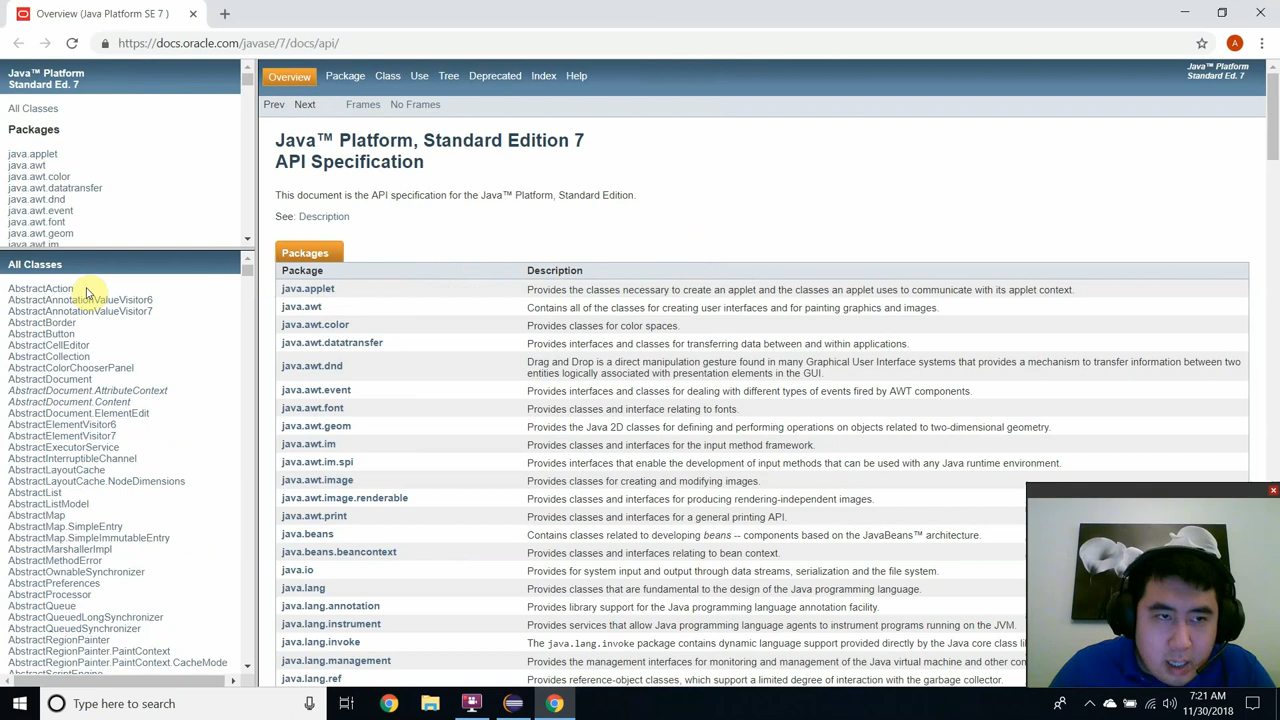 Overview (Java Platform SE 7 )
https://docs.oracle.com/javase/7/docs/api/
A
Java™ Platform
Standard Ed. 7
All Classes
Packages
java.applet
java.awt
java.awt.color
java.awt.datatransfer
java.awt.dnd
java.awt.event
java.awt.font
java.awt.geom
java.awt.im
All Classes
AbstractAction
AbstractAnnotationValueVisitor6
AbstractAnnotationValueVisitor7
AbstractBorder
AbstractButton
AbstractCellEditor
AbstractCollection
AbstractColorChooserPanel
AbstractDocument
AbstractDocument.AttributeContext
AbstractDocument.Content
AbstractDocument.ElementEdit
AbstractElementVisitor6
AbstractElementVisitor7
AbstractExecutorService
AbstractInterruptibleChannel
AbstractLayoutCache
AbstractLayoutCache.NodeDimensions
AbstractList
AbstractListModel
AbstractMap
AbstractMap.SimpleEntry
AbstractMap.SimpleImmutableEntry
AbstractMarshallerImpl
AbstractMethodError
AbstractOwnableSynchronizer
AbstractPreferences
AbstractProcessor
AbstractQueue
AbstractQueuedLongSynchronizer
AbstractQueuedSynchronizer
AbstractRegionPainter
AbstractRegionPainter.PaintContext
AbstractRegionPainter.PaintContext.CacheMode
AbstractScriptEngine
Overview Package Class Use Tree Deprecated Index Help
Java™ Platform
Standard Ed. 7
Prev Next Frames No Frames
Java™ Platform, Standard Edition 7
API Specification
This document is the API specification for the Java™ Platform, Standard Edition.
See: Description
Packages
Package Description
java.applet Provides the classes necessary to create an applet and the classes an applet uses to communicate with its applet context.
java.awt Contains all of the classes for creating user interfaces and for painting graphics and images.
java.awt.color Provides classes for color spaces.
java.awt.datatransfer Provides interfaces and classes for transferring data between and within applications.
java.awt.dnd Drag and Drop is a direct manipulation gesture found in many Graphical User Interface systems that provides a mechanism to transfer information between two
entities logically associated with presentation elements in the GUI.
java.awt.event Provides interfaces and classes for dealing with different types of events fired by AWT components.
java.awt.font Provides classes and interface relating to fonts.
java.awt.geom Provides the Java 2D classes for defining and performing operations on objects related to two-dimensional geometry.
java.awt.im Provides classes and interfaces for the input method framework.
java.awt.im.spi Provides interfaces that enable the development of input methods that can be used with any Java runtime environment.
java.awt.image Provides classes for creating and modifying images.
java.awt.image.renderable Provides classes and interfaces for producing rendering-independent images.
java.awt.print Provides classes and interfaces for a general printing API.
java.beans Contains classes related to developing beans -- components based on the JavaBeans™ architecture.
java.beans.beancontext Provides classes and interfaces relating to bean context.
java.io Provides for system input and output through data streams, serialization and the file system.
java.lang Provides classes that are fundamental to the design of the Java programming language.
java.lang.annotation Provides library support for the Java programming language annotation facility.
java.lang.instrument Provides services that allow Java programming language agents to instrument programs running on the JVM.
java.lang.invoke The java.lang.invoke package contains dynamic language support provided directly by the Java core class
java.lang.management Provides the management interfaces for monitoring and management of the Java virtual machine and other
java.lang.ref Provides reference-object classes, which support a limited degree of interaction with the garbage collector.
Type here to search
7:21 AM
11/30/2018